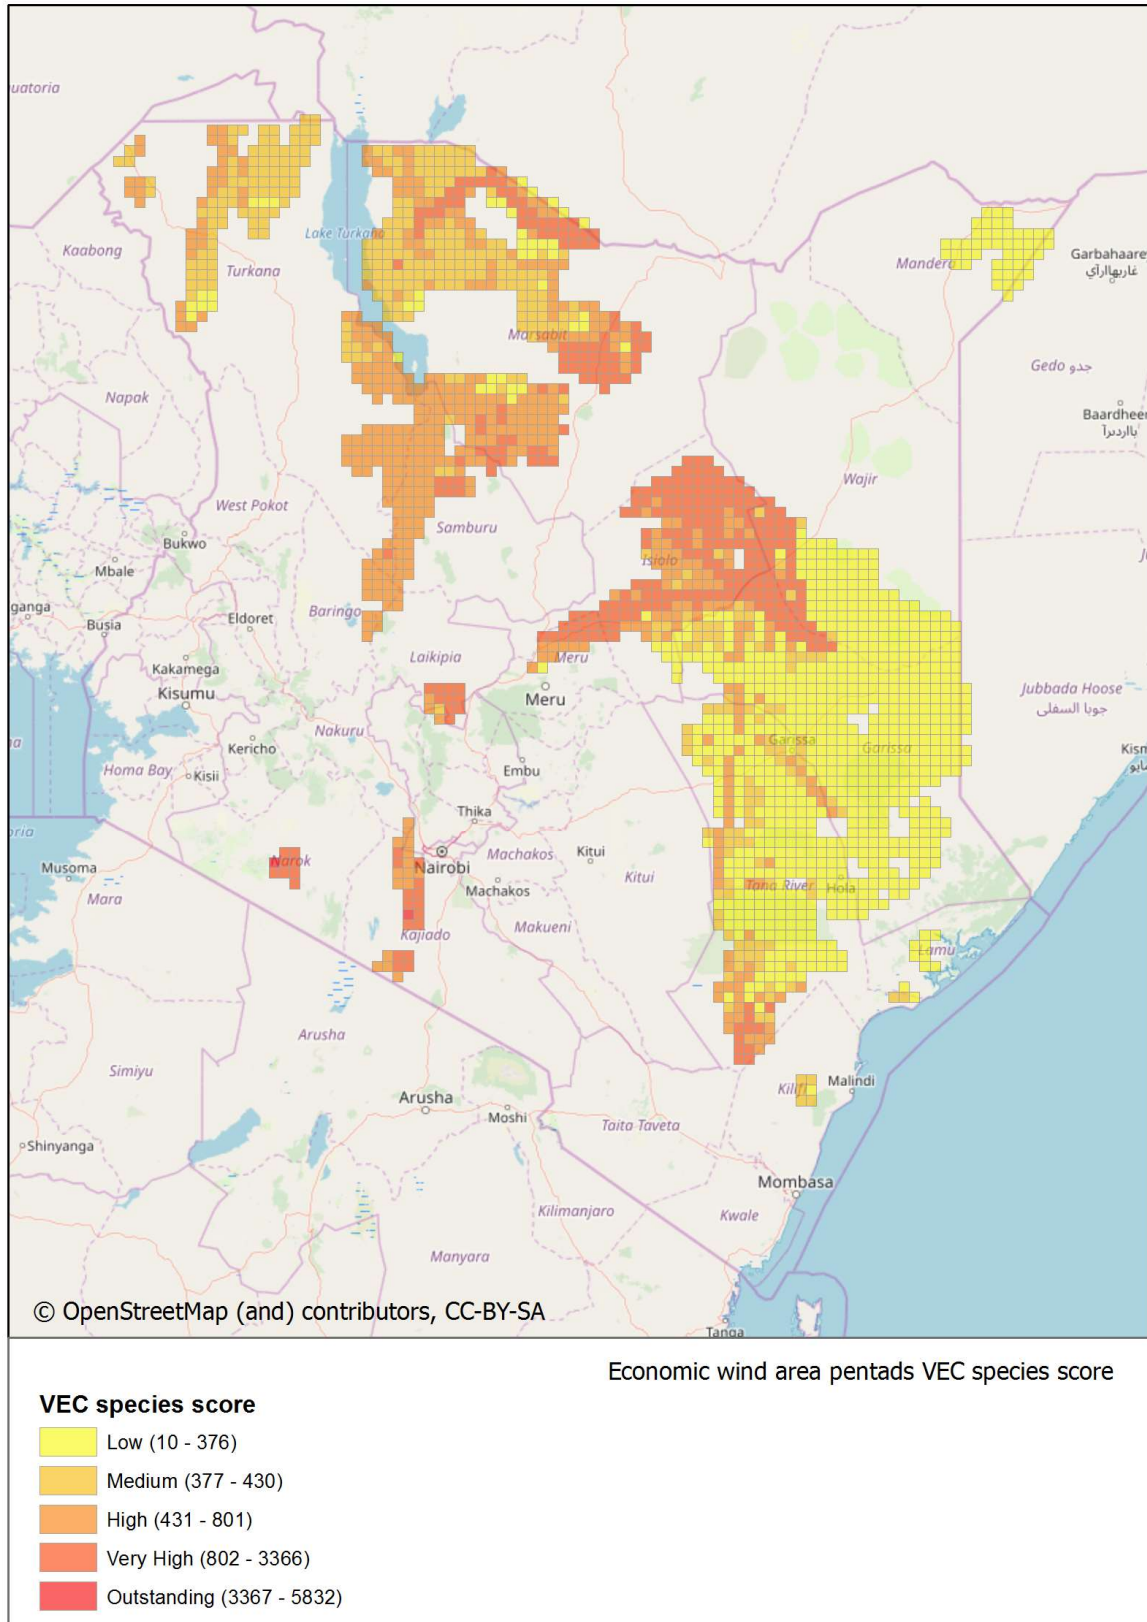 uatoria
Lake Turkana
Kaabong
Turkana
Mandera
Garbahaarey
غاربهاارآي
Marsabit
Gedo جدو
Napak
Baardheere
بااردىرآ
West Pokot
Wajir
Bukwo
Samburu
Mbale
Isiolo
ganga
Busia
Eldoret
Baringo
Kakamega
Laikipia
Meru
Kisumu
Meru
Jubbada Hoose
جوبا السفلى
Nakuru
Kericho
Garissa
Garissa
Kism
Homa Bay
Kisii
Embu
Thika
oria
Narok
Nairobi
Machakos
Kitui
Musoma
Machakos
Kitui
Tana River
Hola
Mara
Kajiado
Makueni
Lamu
Arusha
Simiyu
Kilifi
Malindi
Arusha
Moshi
Taita Taveta
Shinyanga
Mombasa
Kilimanjaro
Kwale
Manyara
© OpenStreetMap (and) contributors, CC-BY-SA
Tanga
Economic wind area pentads VEC species score
VEC species score
Low (10 - 376)
Medium (377 - 430)
High (431 - 801)
Very High (802 - 3366)
Outstanding (3367 - 5832)